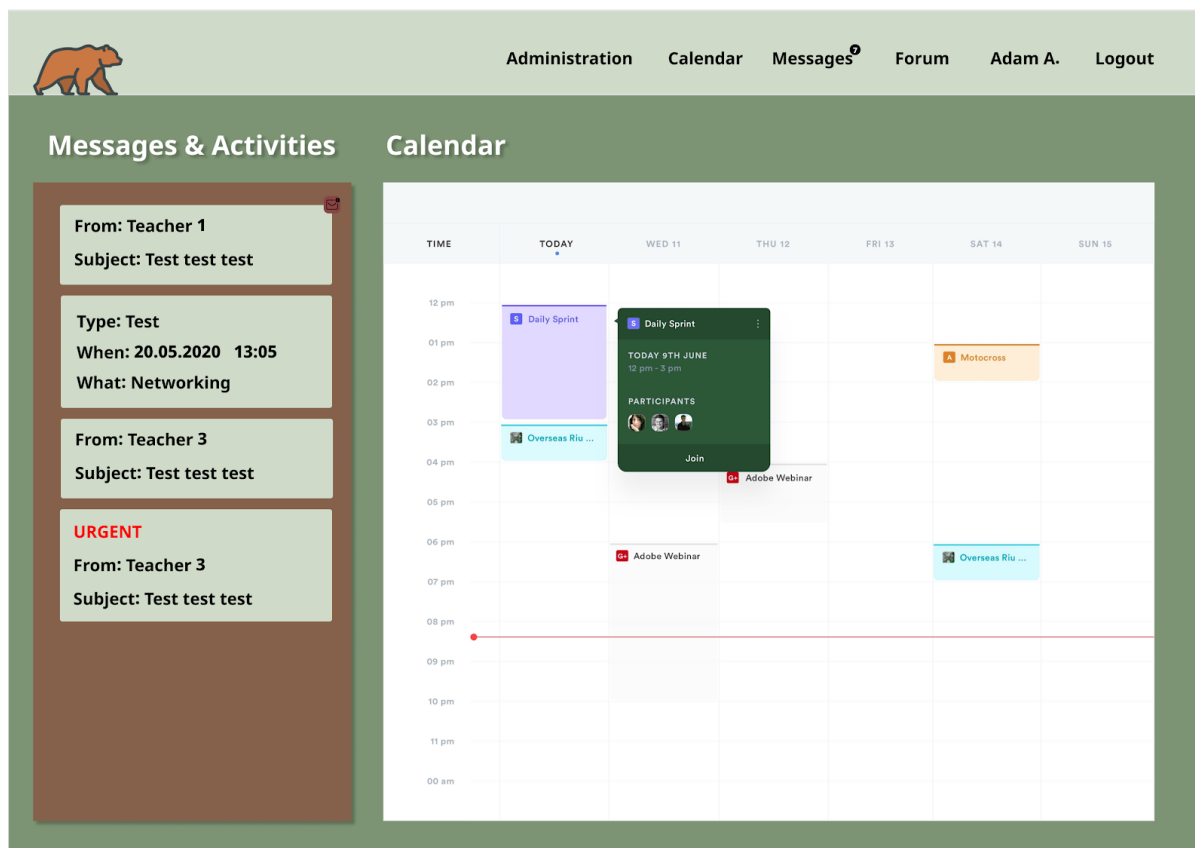 Administration Calendar Messages 7 Forum Adam A. Logout
Messages & Activities
From: Teacher 1
Subject: Test test test
Type: Test
When: 20.05.2020 13:05
What: Networking
From: Teacher 3
Subject: Test test test
URGENT
From: Teacher 3
Subject: Test test test
Calendar
TIME TODAY WED 11 THU 12 FRI 13 SAT 14 SUN 15
12 pm
01 pm
02 pm
03 pm
04 pm
05 pm
06 pm
07 pm
08 pm
09 pm
10 pm
11 pm
00 am
S Daily Sprint
Overseas Riu ...
S Daily Sprint
TODAY 9TH JUNE
12 pm - 3 pm
PARTICIPANTS
Join
G+ Adobe Webinar
G+ Adobe Webinar
A Motocross
Overseas Riu ...